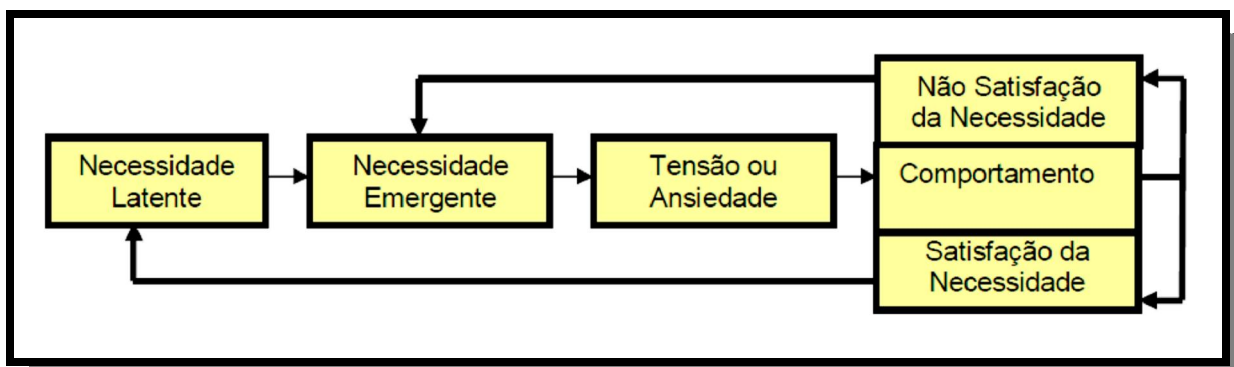 Necessidade
Latente
Necessidade
Emergente
Tensão ou
Ansiedade
Não Satisfação
da Necessidade
Comportamento
Satisfação da
Necessidade